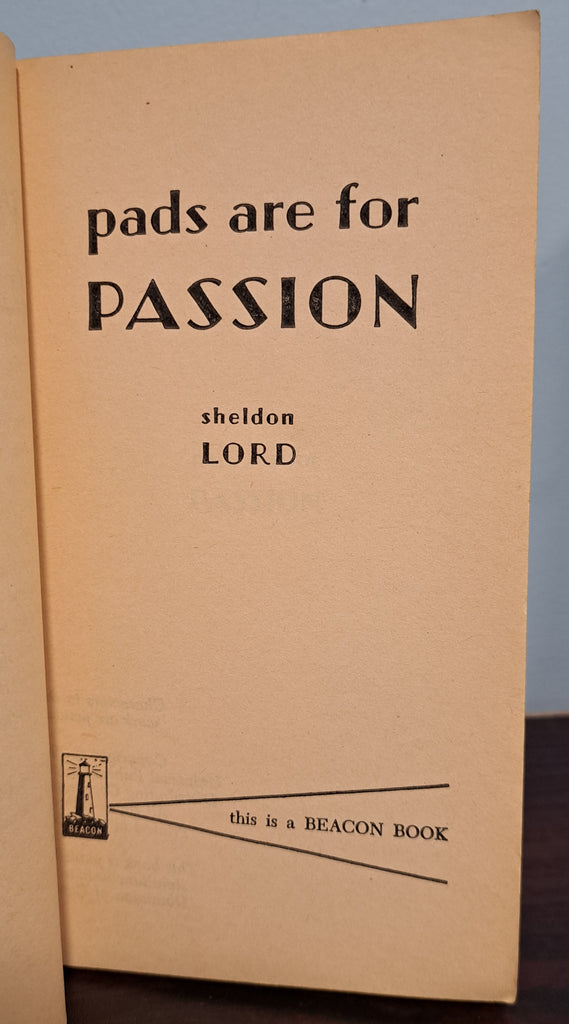 pads are for
PASSION
sheldon
LORD
BEACON
this is a BEACON BOOK